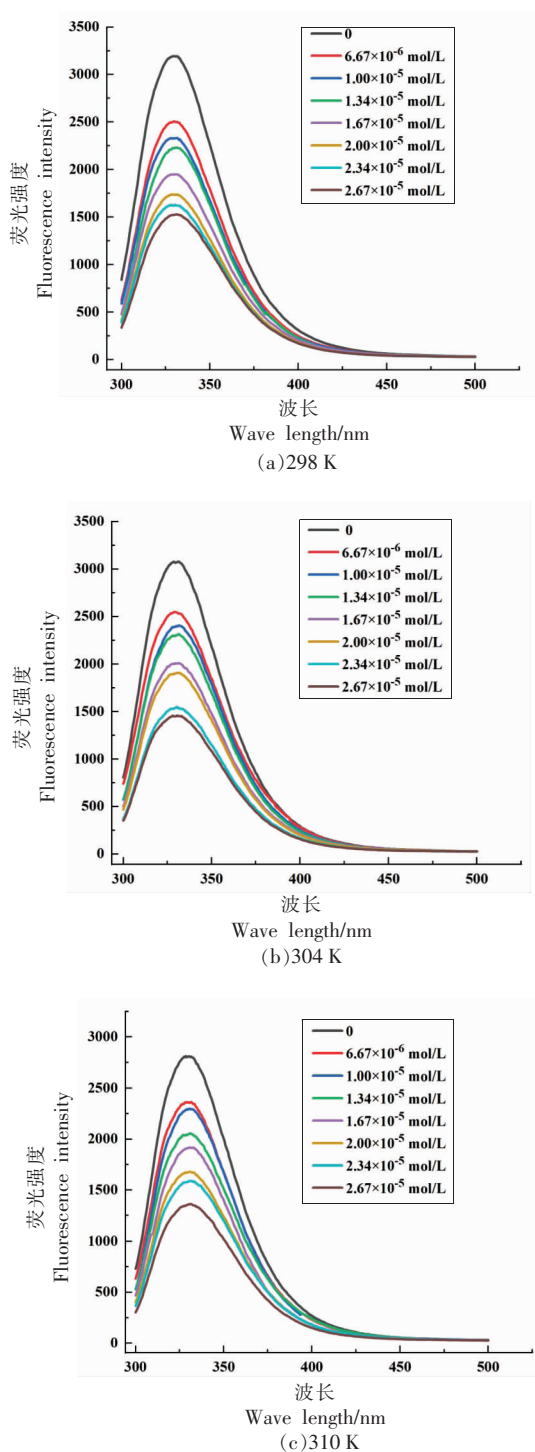 3500
3000
2500
2000
1500
1000
500
0
0
6.67×10⁻⁶ mol/L
1.00×10⁻⁵ mol/L
1.34×10⁻⁵ mol/L
1.67×10⁻⁵ mol/L
2.00×10⁻⁵ mol/L
2.34×10⁻⁵ mol/L
2.67×10⁻⁵ mol/L
荧光强度
Fluorescence intensity
300 350 400 450 500
波长
Wave length/nm
(a)298 K
3500
3000
2500
2000
1500
1000
500
0
0
6.67×10⁻⁶ mol/L
1.00×10⁻⁵ mol/L
1.34×10⁻⁵ mol/L
1.67×10⁻⁵ mol/L
2.00×10⁻⁵ mol/L
2.34×10⁻⁵ mol/L
2.67×10⁻⁵ mol/L
荧光强度
Fluorescence intensity
300 350 400 450 500
波长
Wave length/nm
(b)304 K
3000
2500
2000
1500
1000
500
0
0
6.67×10⁻⁶ mol/L
1.00×10⁻⁵ mol/L
1.34×10⁻⁵ mol/L
1.67×10⁻⁵ mol/L
2.00×10⁻⁵ mol/L
2.34×10⁻⁵ mol/L
2.67×10⁻⁵ mol/L
荧光强度
Fluorescence intensity
300 350 400 450 500
波长
Wave length/nm
(c)310 K